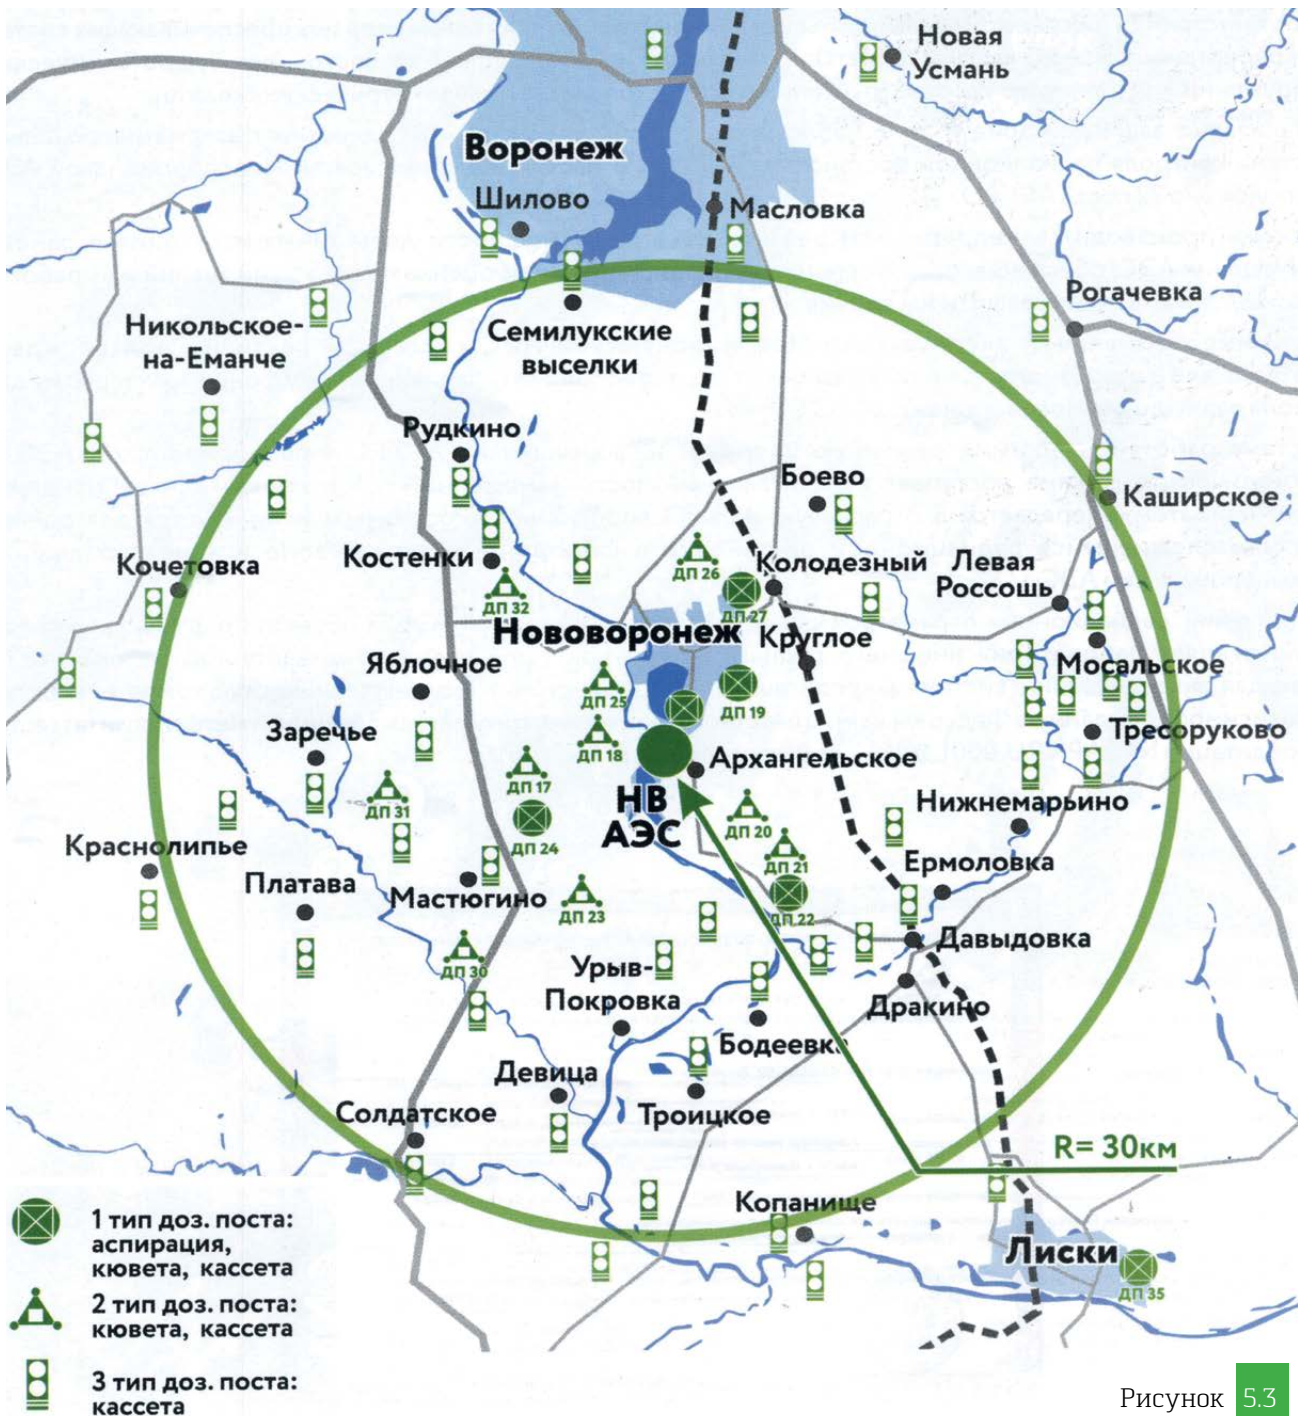 Новая
Усмань
Воронеж
Шилово
Масловка
Рогачевка
Никольское-
на-Еманче
Семилукские
выселки
Рудкино
Боево
Каширское
Костенки
ДП 26
Колодезный
Левая
Россошь
Кочетовка
ДП 32
ДП 27
Нововоронеж
Круглое
Яблочное
Мосальское
ДП 25
ДП 19
Заречье
ДП 18
Тресоруково
Архангельское
ДП 17
НВ
АЭС
Нижнемарьино
ДП 31
ДП 20
Краснолипье
ДП 24
Ермоловка
ДП 21
Платава
Мастюгино
ДП 23
ДП 22
Давыдовка
ДП 30
Урыв-
Покровка
Дракино
Бодеевка
Девица
Троицкое
Солдатское
R= 30км
Копанище
Лиски
ДП 35
1 тип доз. поста:
аспирация,
кювета, кассета
2 тип доз. поста:
кювета, кассета
3 тип доз. поста:
кассета
Рисунок 5.3